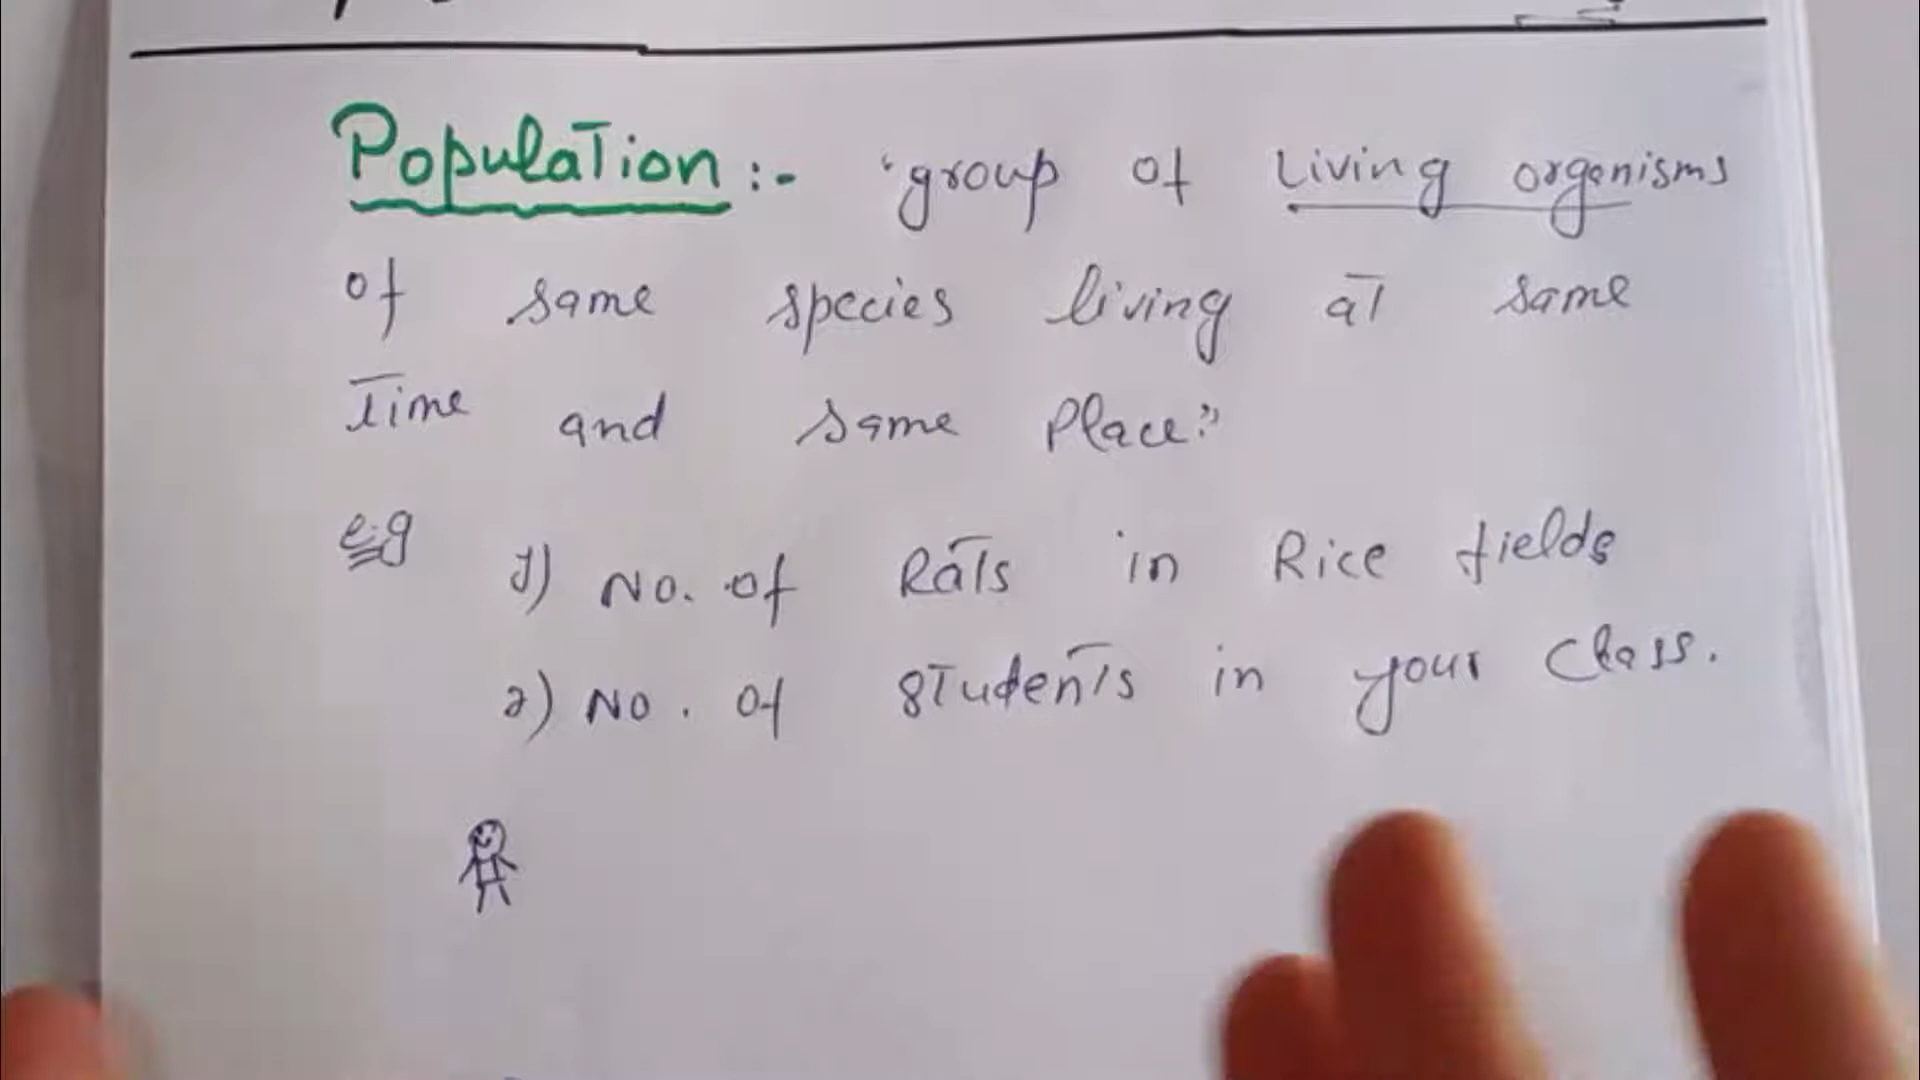 Population :- "group of Living organisms
of same species living at same
Time and same Place."
e.g
1) No. of Rats in Rice fields
2) No. of students in your Class.